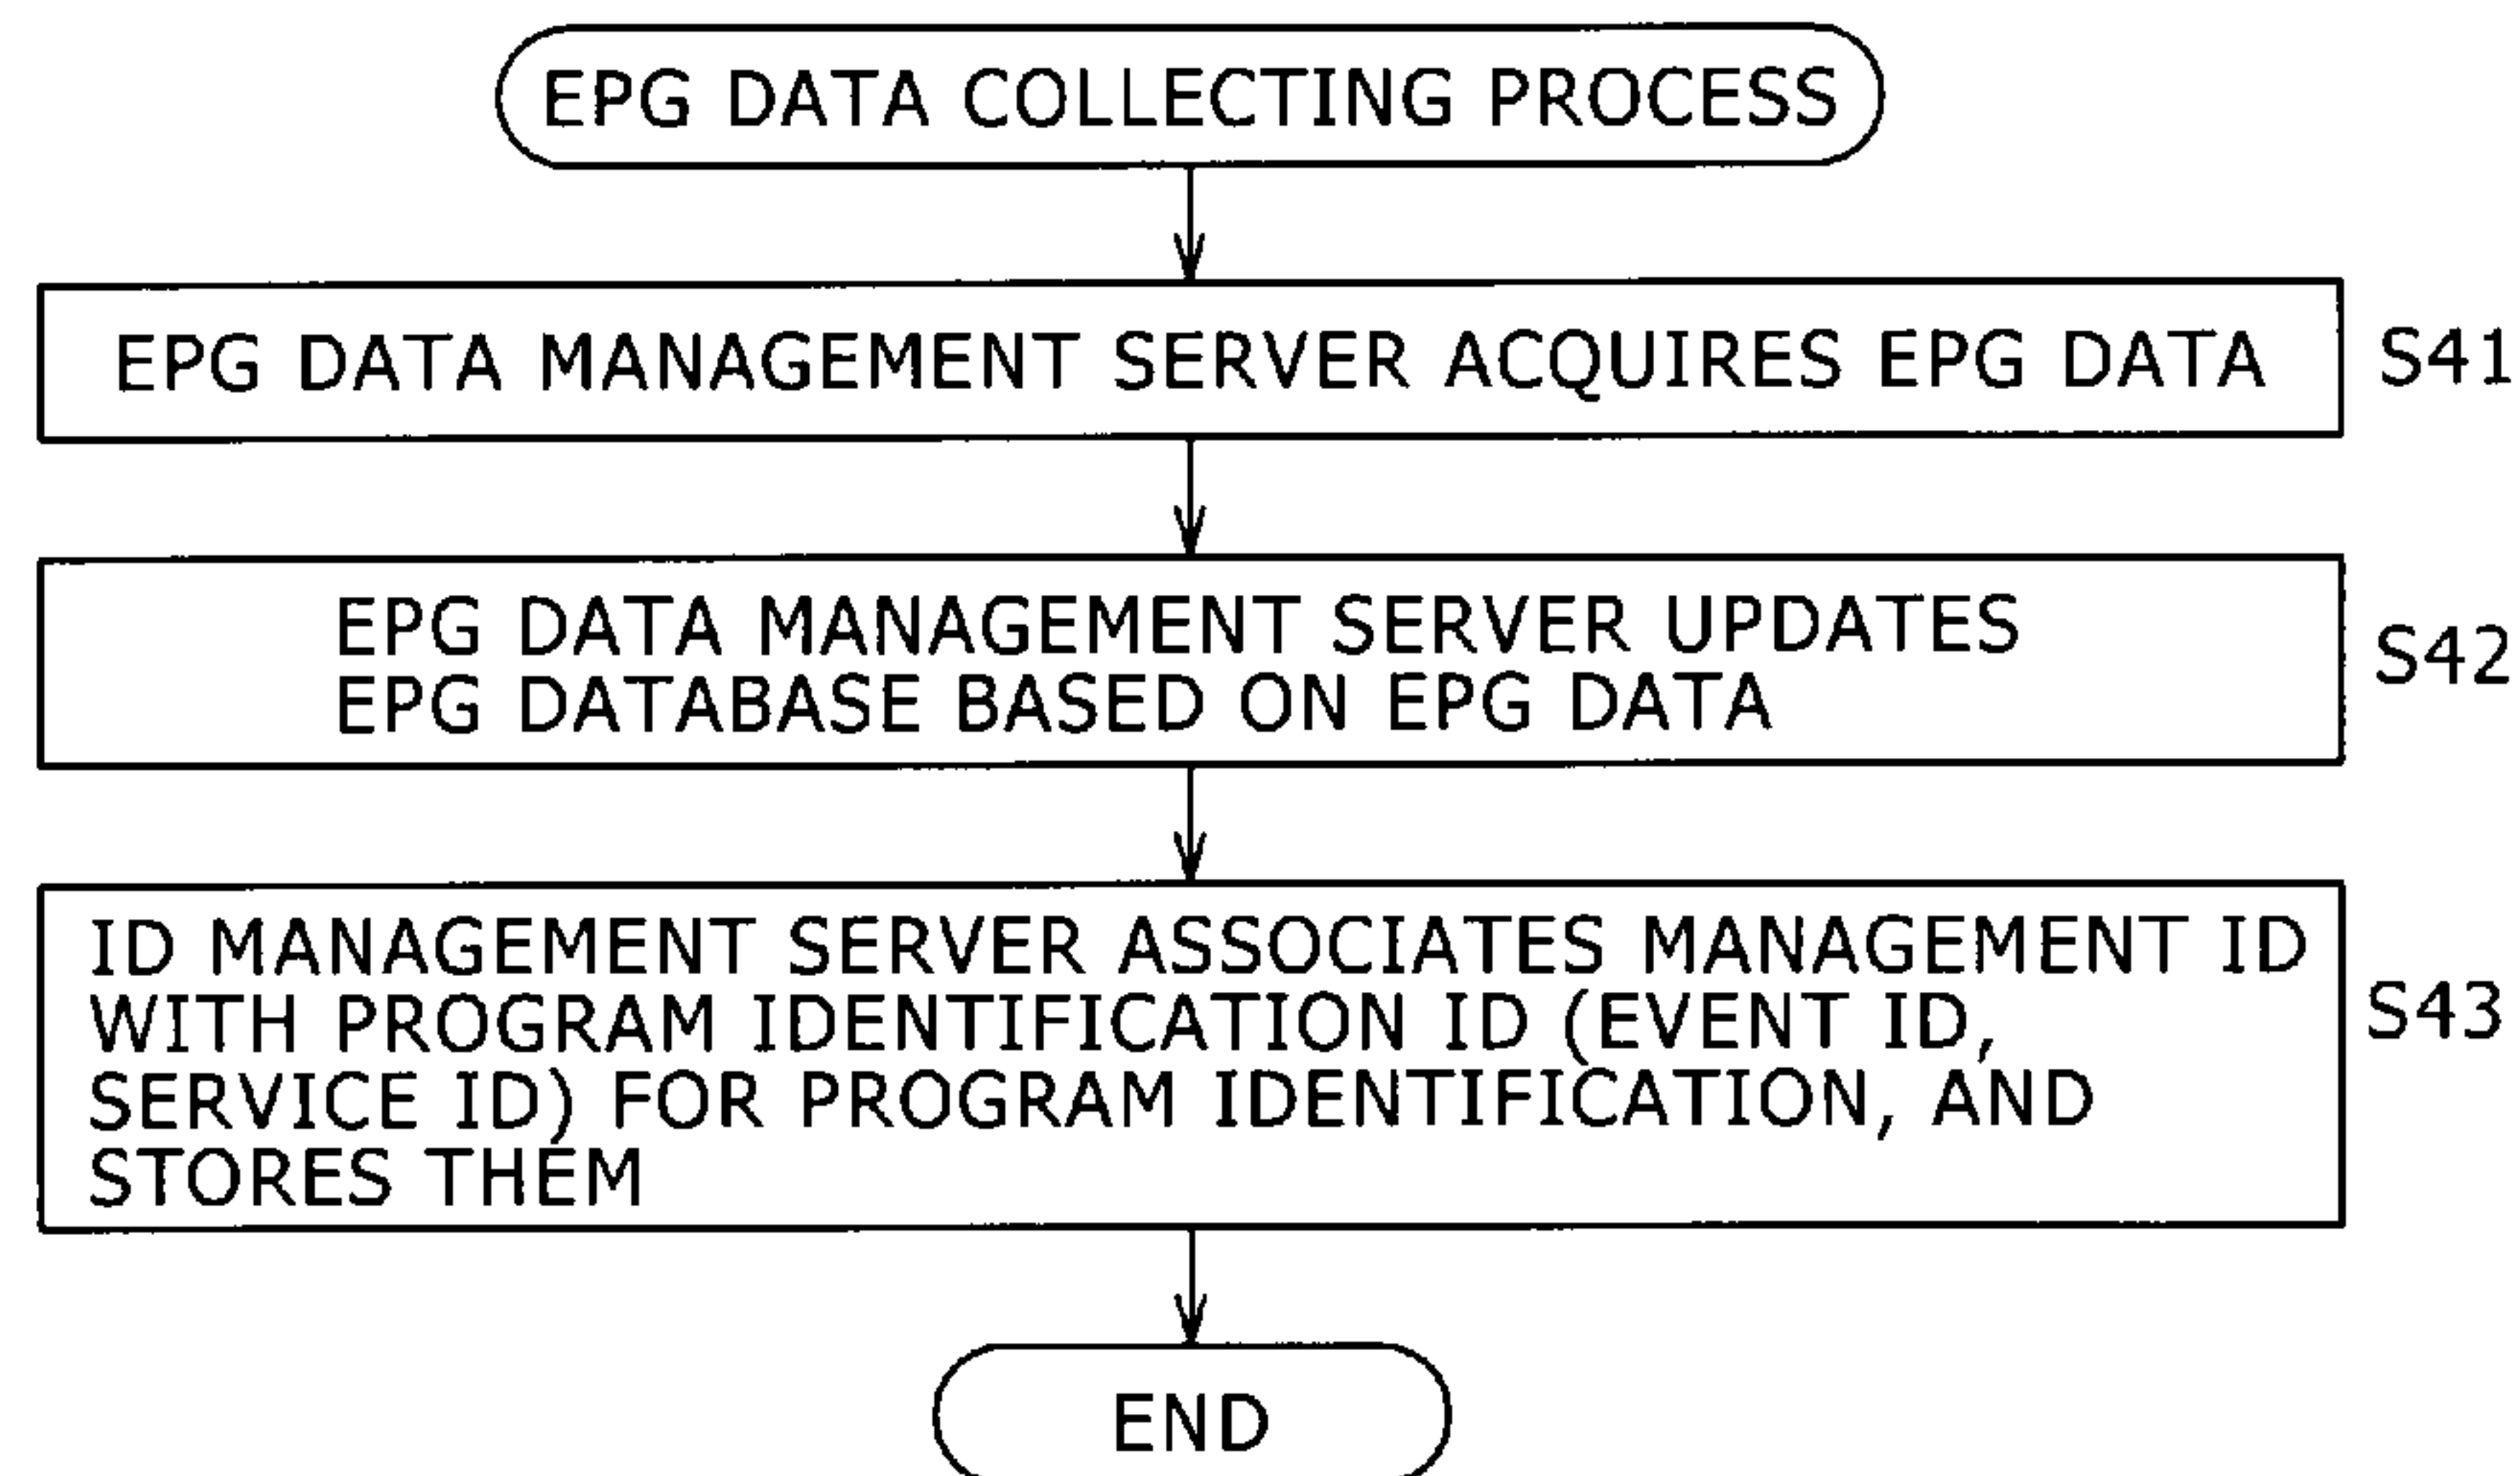 EPG DATA COLLECTING PROCESS
EPG DATA MANAGEMENT SERVER ACQUIRES EPG DATA
S41
EPG DATA MANAGEMENT SERVER UPDATES
EPG DATABASE BASED ON EPG DATA
S42
ID MANAGEMENT SERVER ASSOCIATES MANAGEMENT ID
WITH PROGRAM IDENTIFICATION ID (EVENT ID,
SERVICE ID) FOR PROGRAM IDENTIFICATION, AND
STORES THEM
S43
END